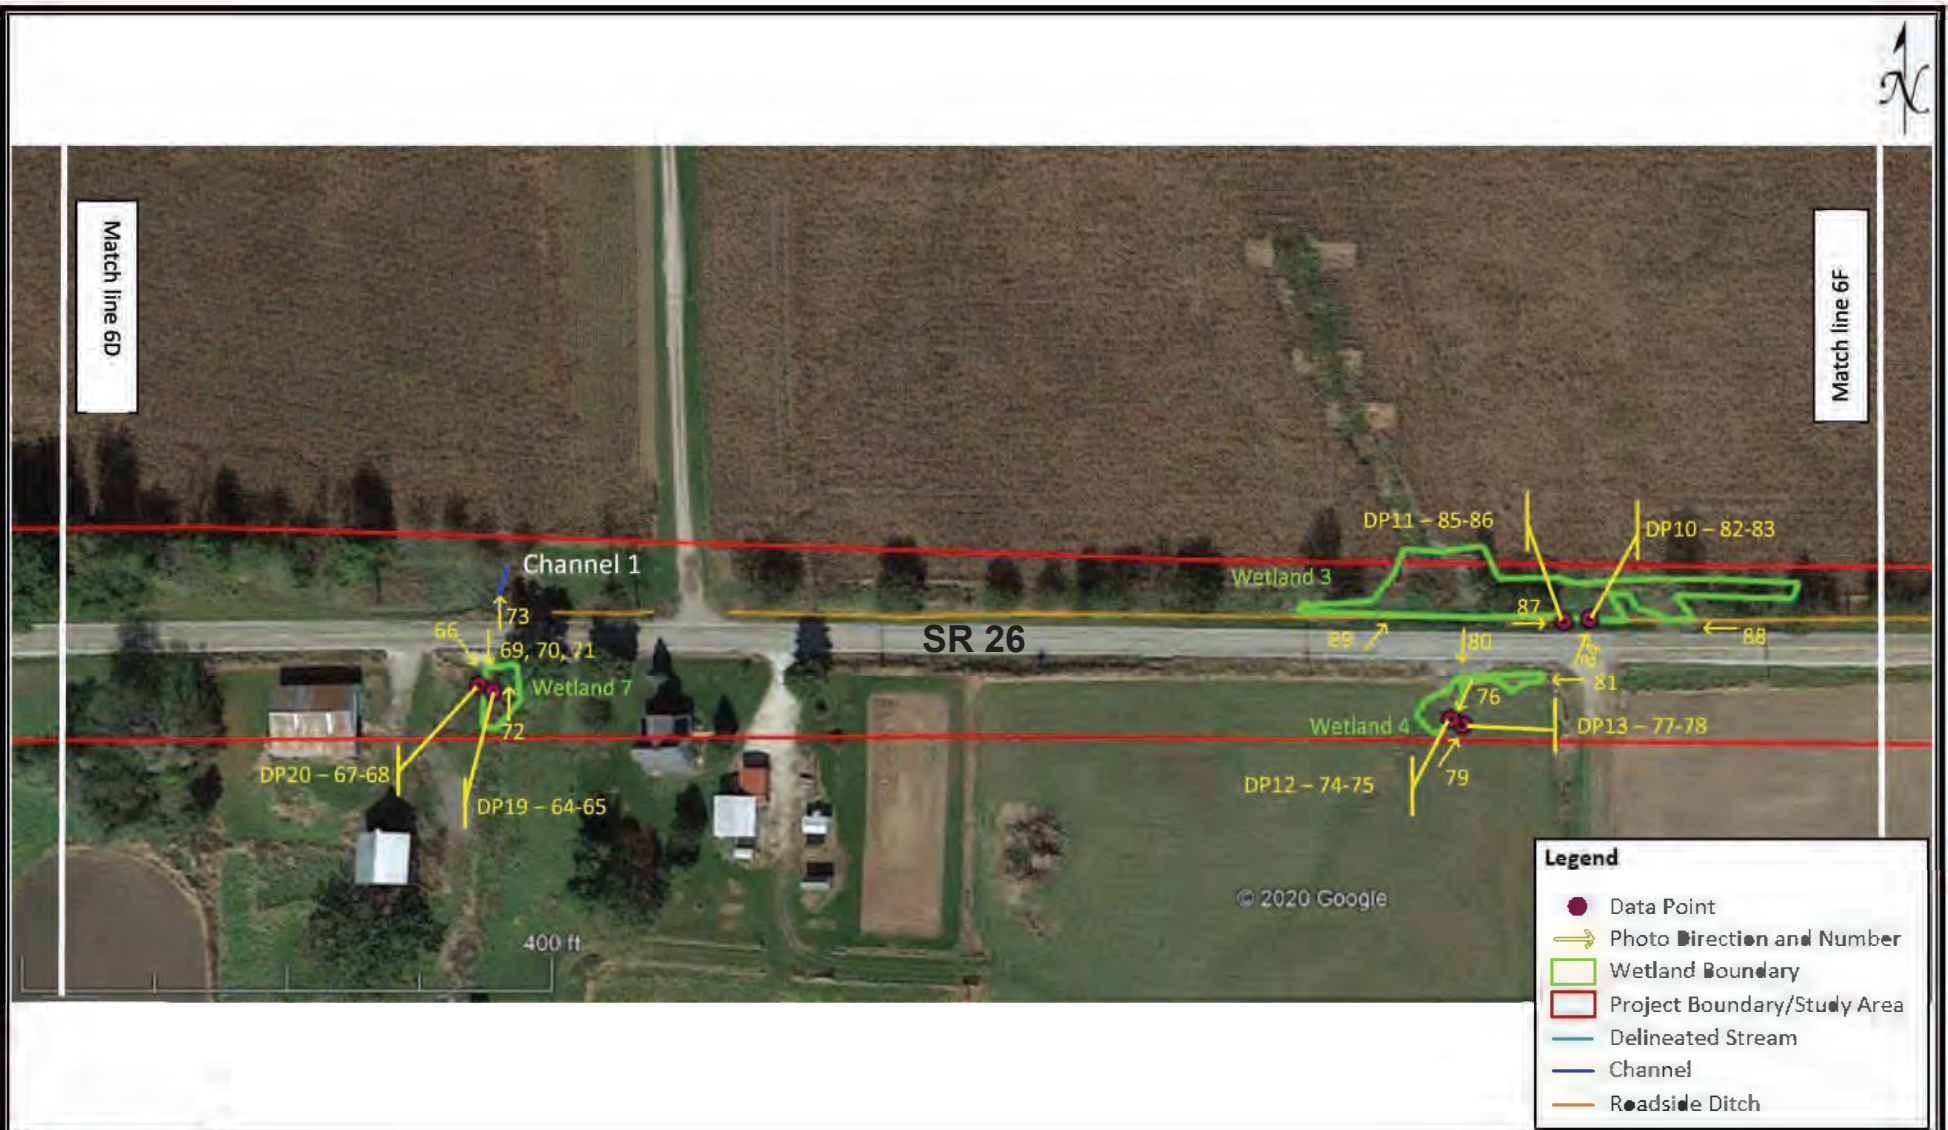 N
Match line 6D
Match line 6F
DP11 – 85-86
DP10 – 82-83
Channel 1
Wetland 3
73
87
66
SR 26
89
80
84
88
69, 70, 71
Wetland 7
81
76
72
Wetland 4
DP13 – 77-78
DP20 – 67-68
DP12 – 74-75
79
DP19 – 64-65
© 2020 Google
400 ft
Legend
Data Point
Photo Direction and Number
Wetland Boundary
Project Boundary/Study Area
Delineated Stream
Channel
Roadside Ditch